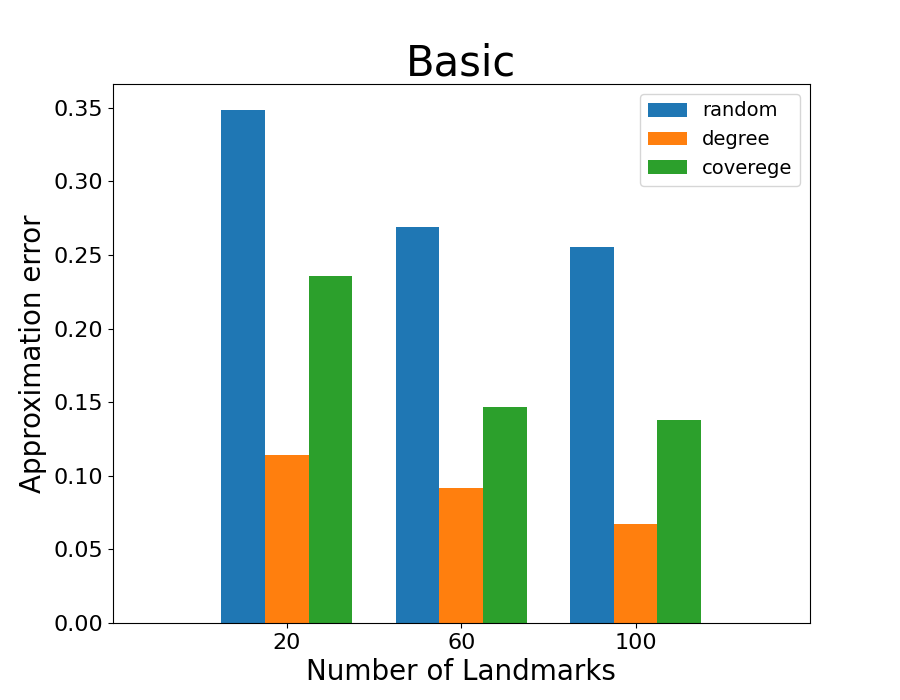 Basic
0.35
0.30
0.25
0.20
0.15
0.10
0.05
0.00
Approximation error
random
degree
coverege
20 60 100
Number of Landmarks